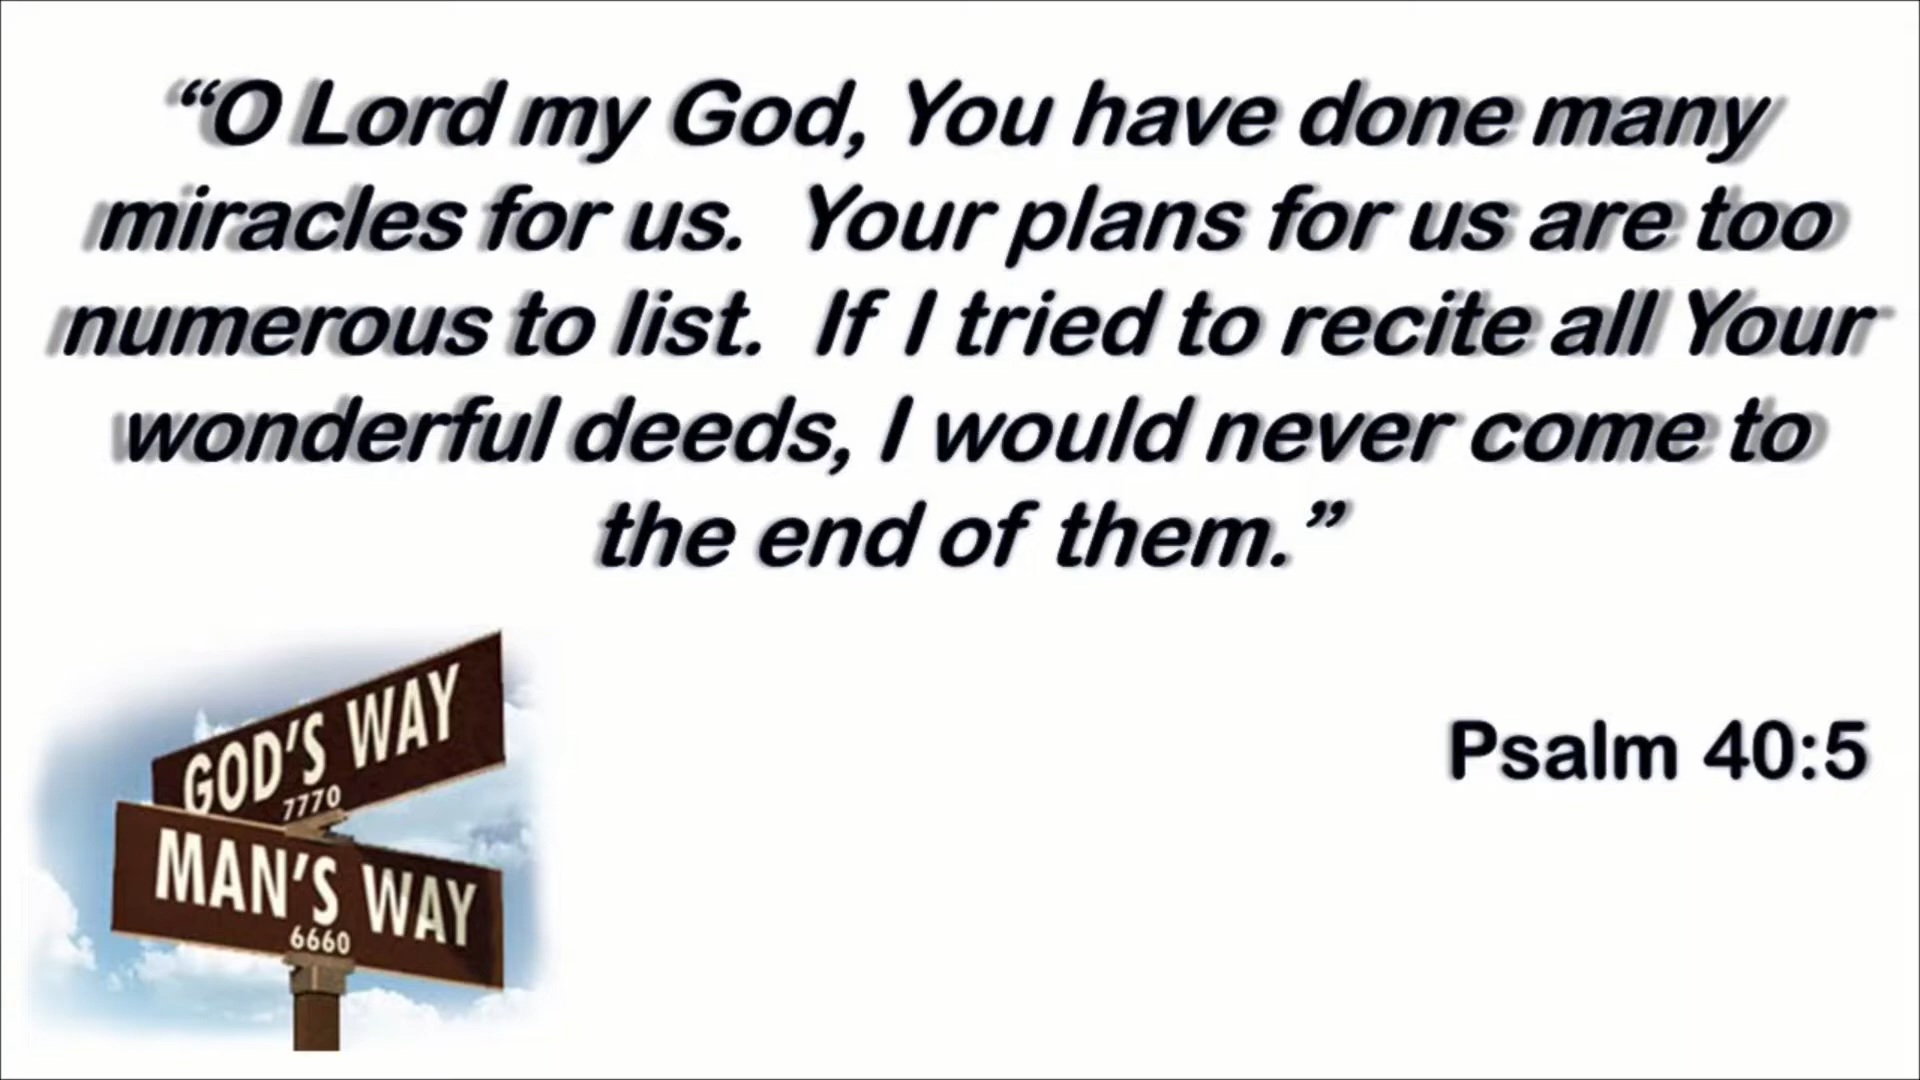 “O Lord my God, You have done many
miracles for us.  Your plans for us are too
numerous to list.  If I tried to recite all Your
wonderful deeds, I would never come to
the end of them.”
Psalm 40:5
GOD'S WAY
7770
MAN'S WAY
6660